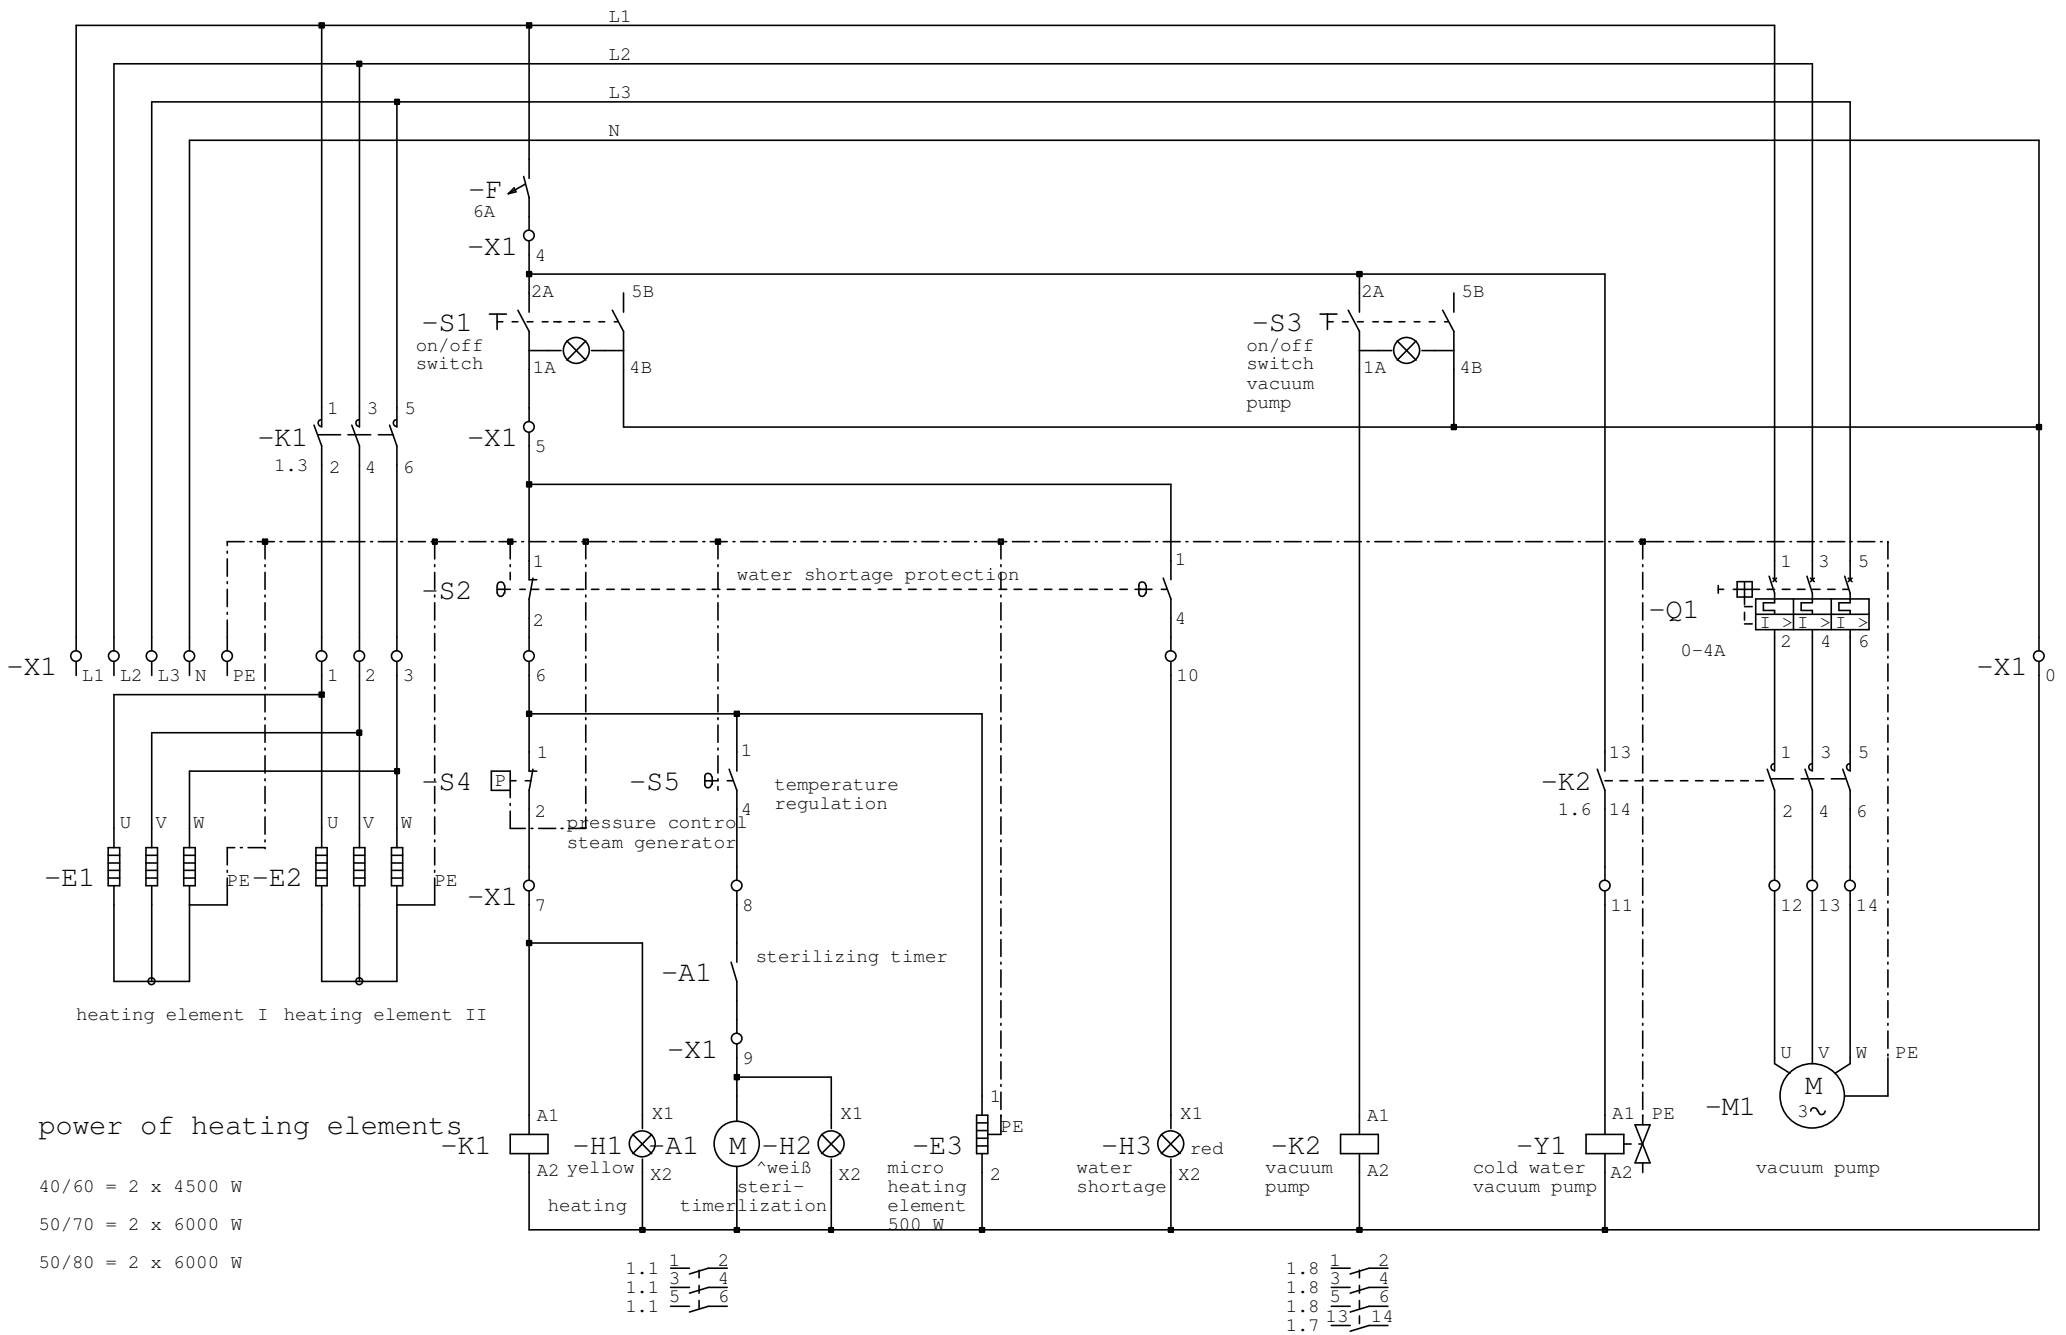 L1
L2
L3
N
–F
6A
–X1 4
2A 5B 2A 5B
–S1 –S3
on/off on/off
switch switch
1A 4B 1A 4B
vacuum
pump
1 3 5
–K1 –X1
5
1.3 2 4 6
1 1 1 3 5
water shortage protection
–S2
–Q1
I > I > I >
2 4 2 4 6
0–4A
–X1 L1 L2 L3 N PE 1 2 3 6 10 –X1 0
1 1 13 1 3 5
–S4 P –S5 temperature –K2
regulation
2 4 1.6 14 2 4 6
U V W U V W pressure control
steam generator
–E1 PE –E2 PE
–X1 7 8 11 12 13 14
sterilizing timer
–A1
heating element I heating element II
–X1 9
U V W PE
M
3~
–M1
1
A1 X1 X1 X1 A1 A1 PE
PE
power of heating elements
–K1 –H1 –A1 M –H2 –E3 –H3 red –K2 –Y1
A2 yellow X2 ^weiß X2 micro 2 water X2 vacuum A2 cold water A2 vacuum pump
40/60 = 2 x 4500 W
steri– heating shortage pump vacuum pump
heating timer lization element
500 W
50/70 = 2 x 6000 W
50/80 = 2 x 6000 W
1.1 1 2 1.8 1 2
1.1 3 4 1.8 3 4
1.1 5 6 1.8 5 6
1.7 13 14